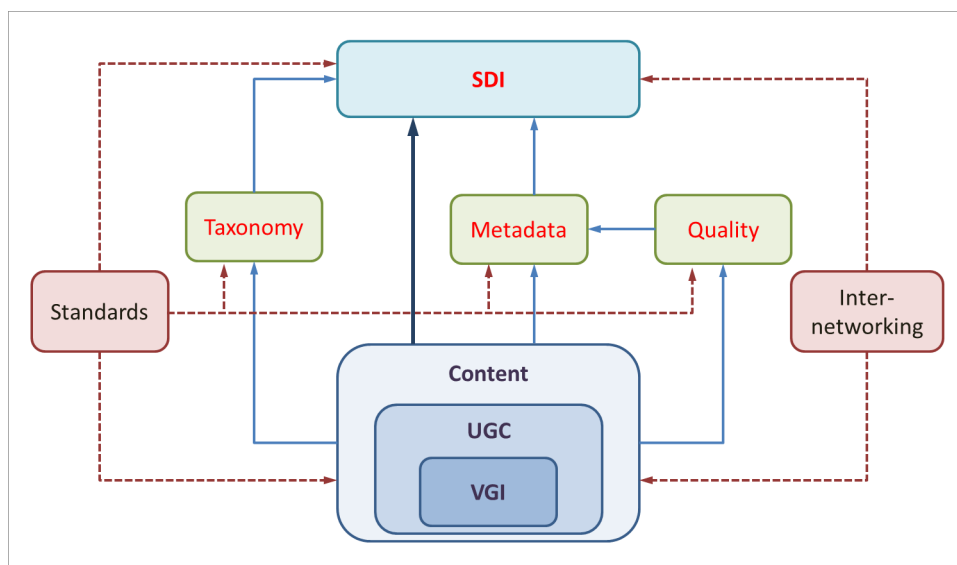 SDI
Taxonomy
Metadata
Quality
Standards
Inter-
networking
Content
UGC
VGI